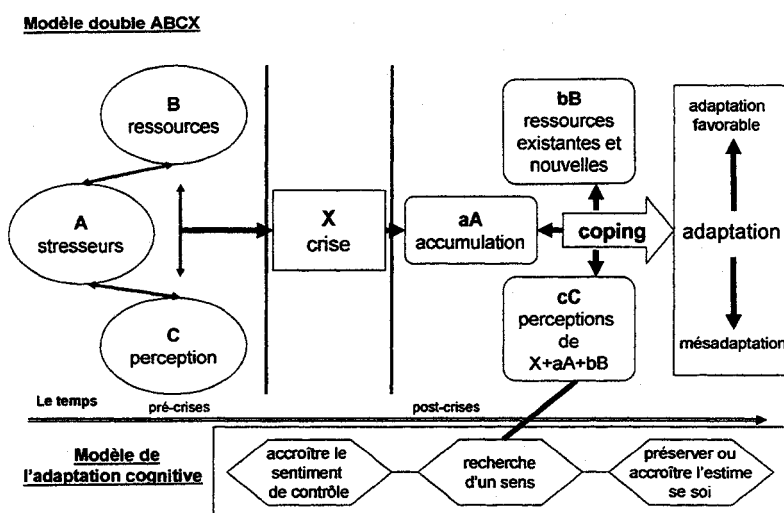 Modèle double ABCX
B
ressources
A
stresseurs
C
perception
X
crise
aA
accumulation
bB
ressources
existantes et
nouvelles
coping
cC
perceptions
de
X+aA+bB
adaptation
favorable
adaptation
mésadaptation
Le temps
pré-crises
post-crises
Modèle de
l'adaptation cognitive
accroître le
sentiment
de contrôle
recherche
d'un sens
préserver ou
accroître l'estime
se soi